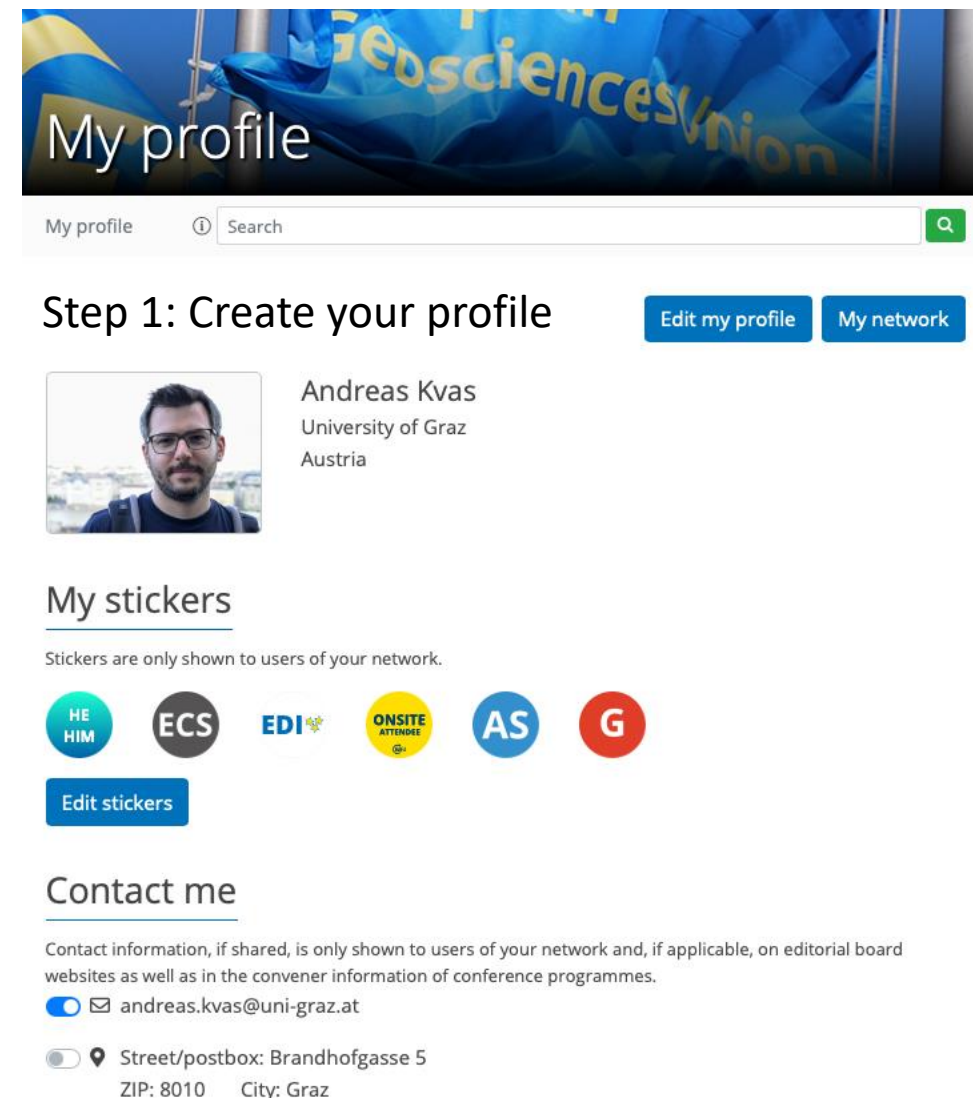 Geosciences Union
My profile
My profile
Search
Step 1: Create your profile
Edit my profile
My network
Andreas Kvas
University of Graz
Austria
My stickers
Stickers are only shown to users of your network.
HE
HIM
ECS
EDI
ONSITE
ATTENDEE
AS
G
Edit stickers
Contact me
Contact information, if shared, is only shown to users of your network and, if applicable, on editorial board
websites as well as in the convener information of conference programmes.
andreas.kvas@uni-graz.at
Street/postbox: Brandhofgasse 5
ZIP: 8010 City: Graz